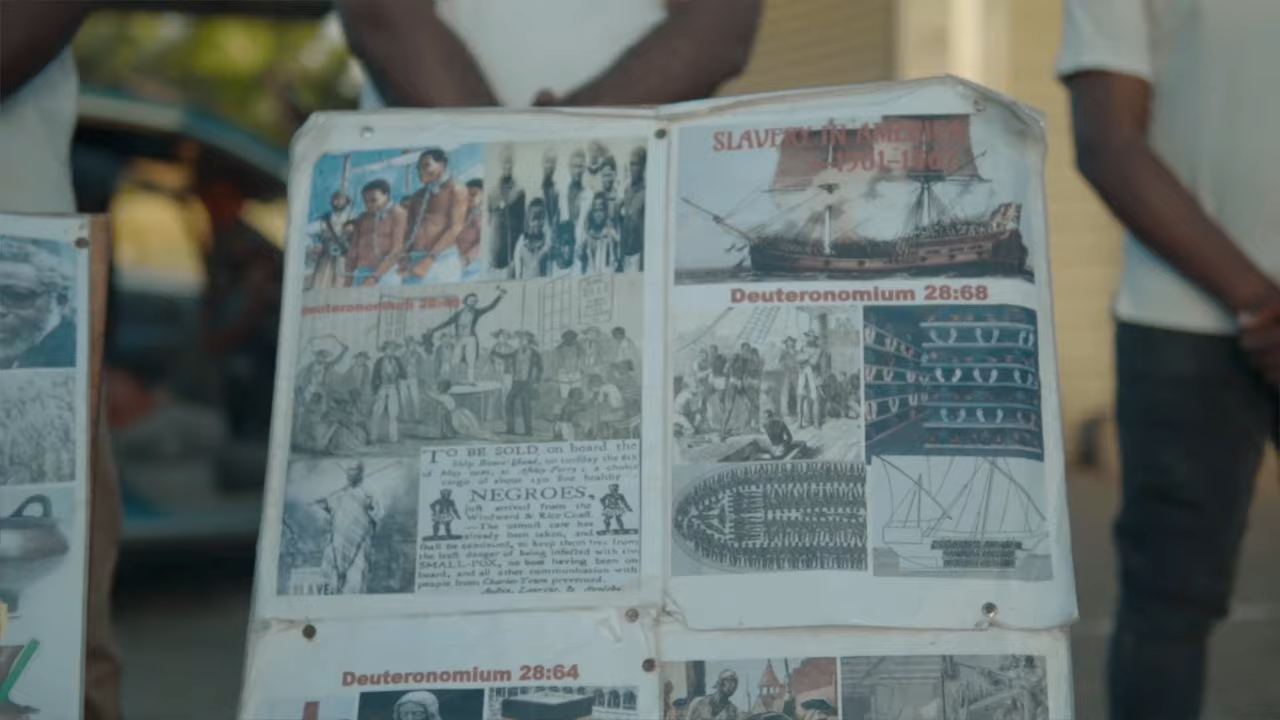 SLAVERY IN AMERICA
Deuteronomium 28:68
Deuteronomium
TO BE SOLD on board the
Ship Bance-Island, on tuesday the 6th
of May next, at Ashley-Ferry; a choice
cargo of about 250 fine healthy
NEGROES,
just arrived from the
Windward & Rice Coast.
—The utmost care has
already been taken, and
shall be continued, to keep them free from
the least danger of being infected with the
SMALL-POX, no boat having been on
board, and all other communication with
people from Charles-Town prevented.
Austin, Laurens, & Appleby.
SLAVE
Deuteronomium 28:64